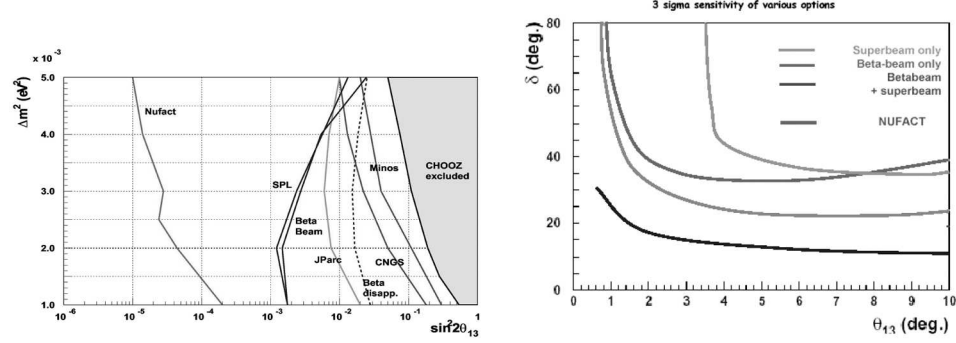 x 10⁻³
Δm² (eV²)
5.0
4.0
3.0
2.0
1.0
Nufact
SPL
Beta
Beam
JParc
Beta
disapp.
CNGS
Minos
CHOOZ
excluded
10⁻⁶
10⁻⁵
10⁻⁴
10⁻³
10⁻²
10⁻¹
1
sin²2θ₁₃
3 sigma sensitivity of various options
δ (deg.)
80
60
40
20
0
Superbeam only
Beta-beam only
Betabeam
+ superbeam
NUFACT
0 1 2 3 4 5 6 7 8 9 10
θ₁₃ (deg.)